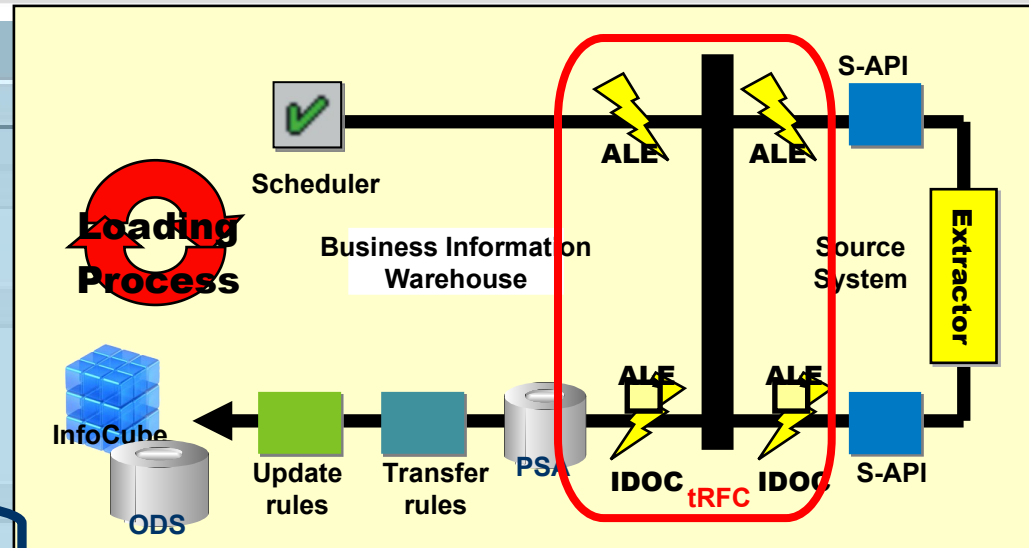 S-API
ALE
ALE
Scheduler
Loading
Process
Business Information
Warehouse
Source
System
Extractor
ALE
ALE
InfoCube
Update
rules
Transfer
rules
PSA
IDOC
tRFC
IDOC
S-API
ODS